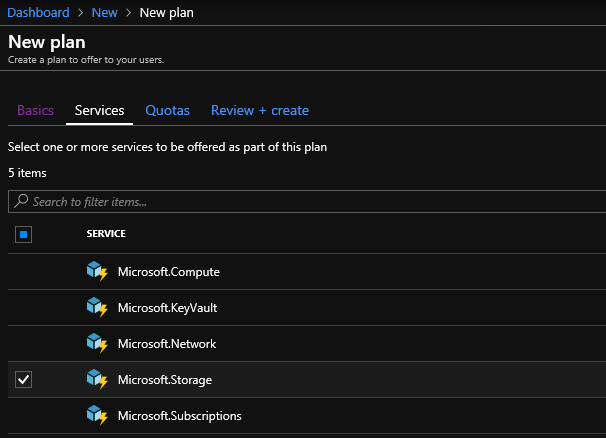 Dashboard > New > New plan
New plan
Create a plan to offer to your users.
Basics Services Quotas Review + create
Select one or more services to be offered as part of this plan
5 items
Search to filter items...
SERVICE
Microsoft.Compute
Microsoft.KeyVault
Microsoft.Network
Microsoft.Storage
Microsoft.Subscriptions